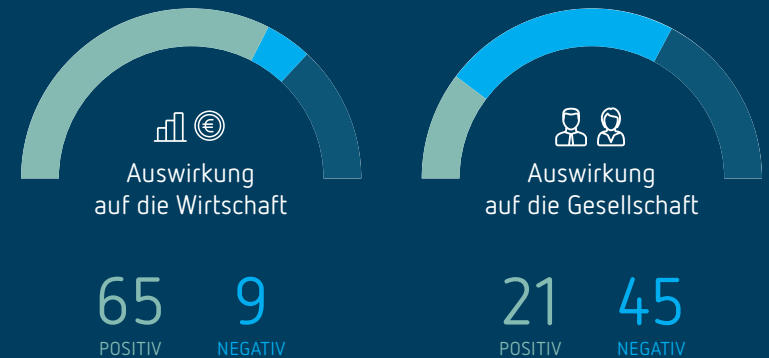 €
Auswirkung
auf die Wirtschaft
65
POSITIV
9
NEGATIV
Auswirkung
auf die Gesellschaft
21
POSITIV
45
NEGATIV